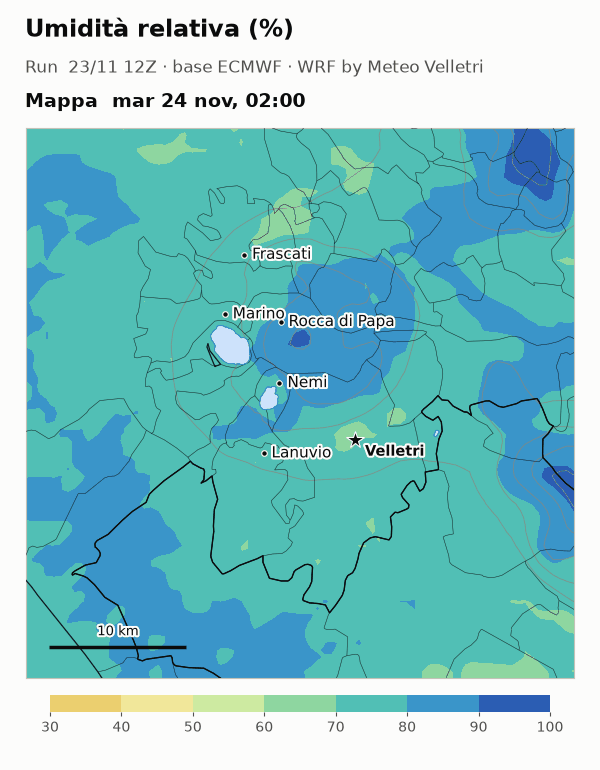 Umidità relativa (%)
Run  23/11 12Z · base ECMWF · WRF by Meteo Velletri
Mappa  mar 24 nov, 02:00
Frascati
Marino
Rocca di Papa
Nemi
Velletri
Lanuvio
10 km
30 40 50 60 70 80 90 100